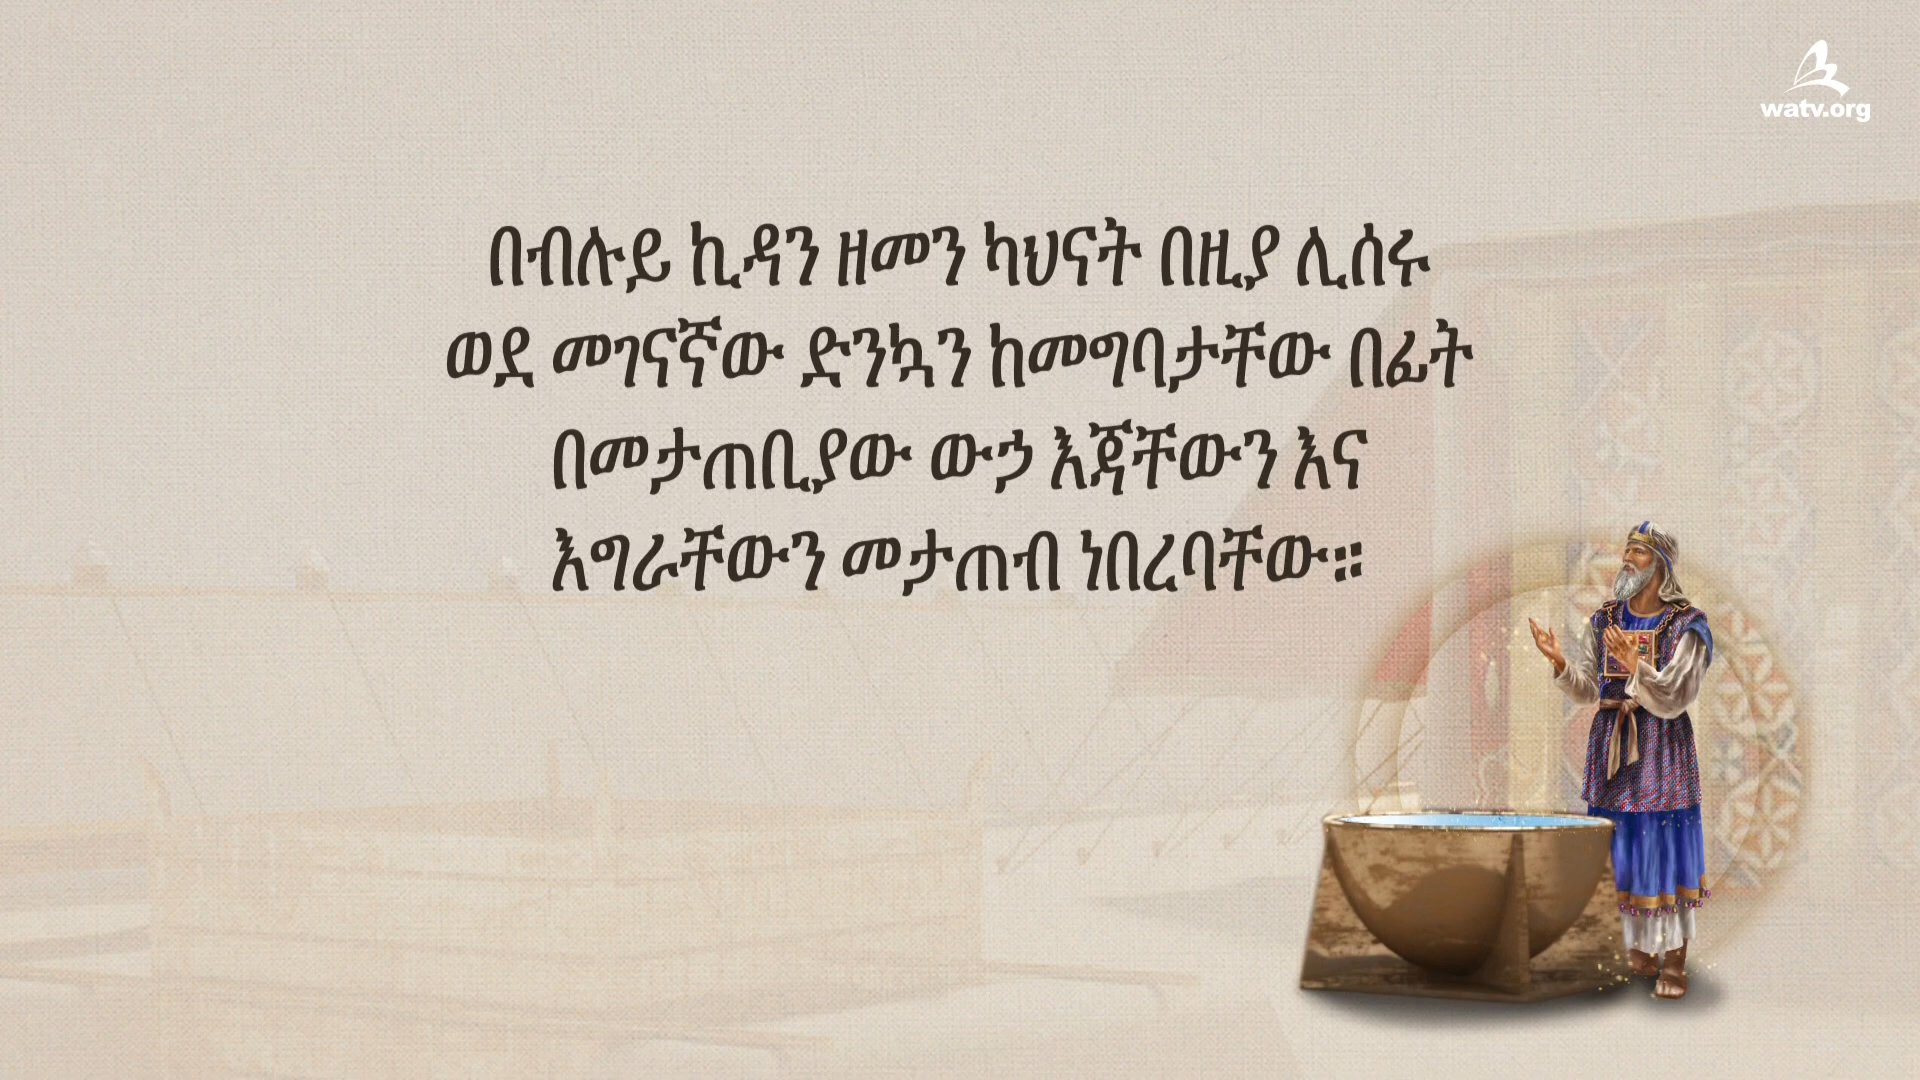 watv.org
በብሉይ ኪዳን ዘመን ካህናት በዚያ ሊሰሩ
ወደ መገናኛው ድንኳን ከመግባታቸው በፊት
በመታጠቢያው ውኃ እጃቸውን እና
እግራቸውን መታጠብ ነበረባቸው።